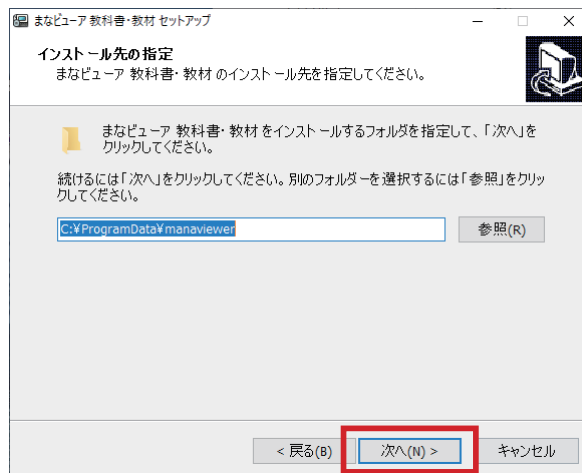 まなビューア 教科書・教材 セットアップ
インストール先の指定
まなビューア 教科書・教材 のインストール先を指定してください。
まなビューア 教科書・教材 をインストールするフォルダを指定して、「次へ」を
クリックしてください。
続けるには「次へ」をクリックしてください。別のフォルダーを選択するには「参照」をクリッ
クしてください。
C:¥ProgramData¥manaviewer
参照(R)
< 戻る(B)
次へ(N) >
キャンセル